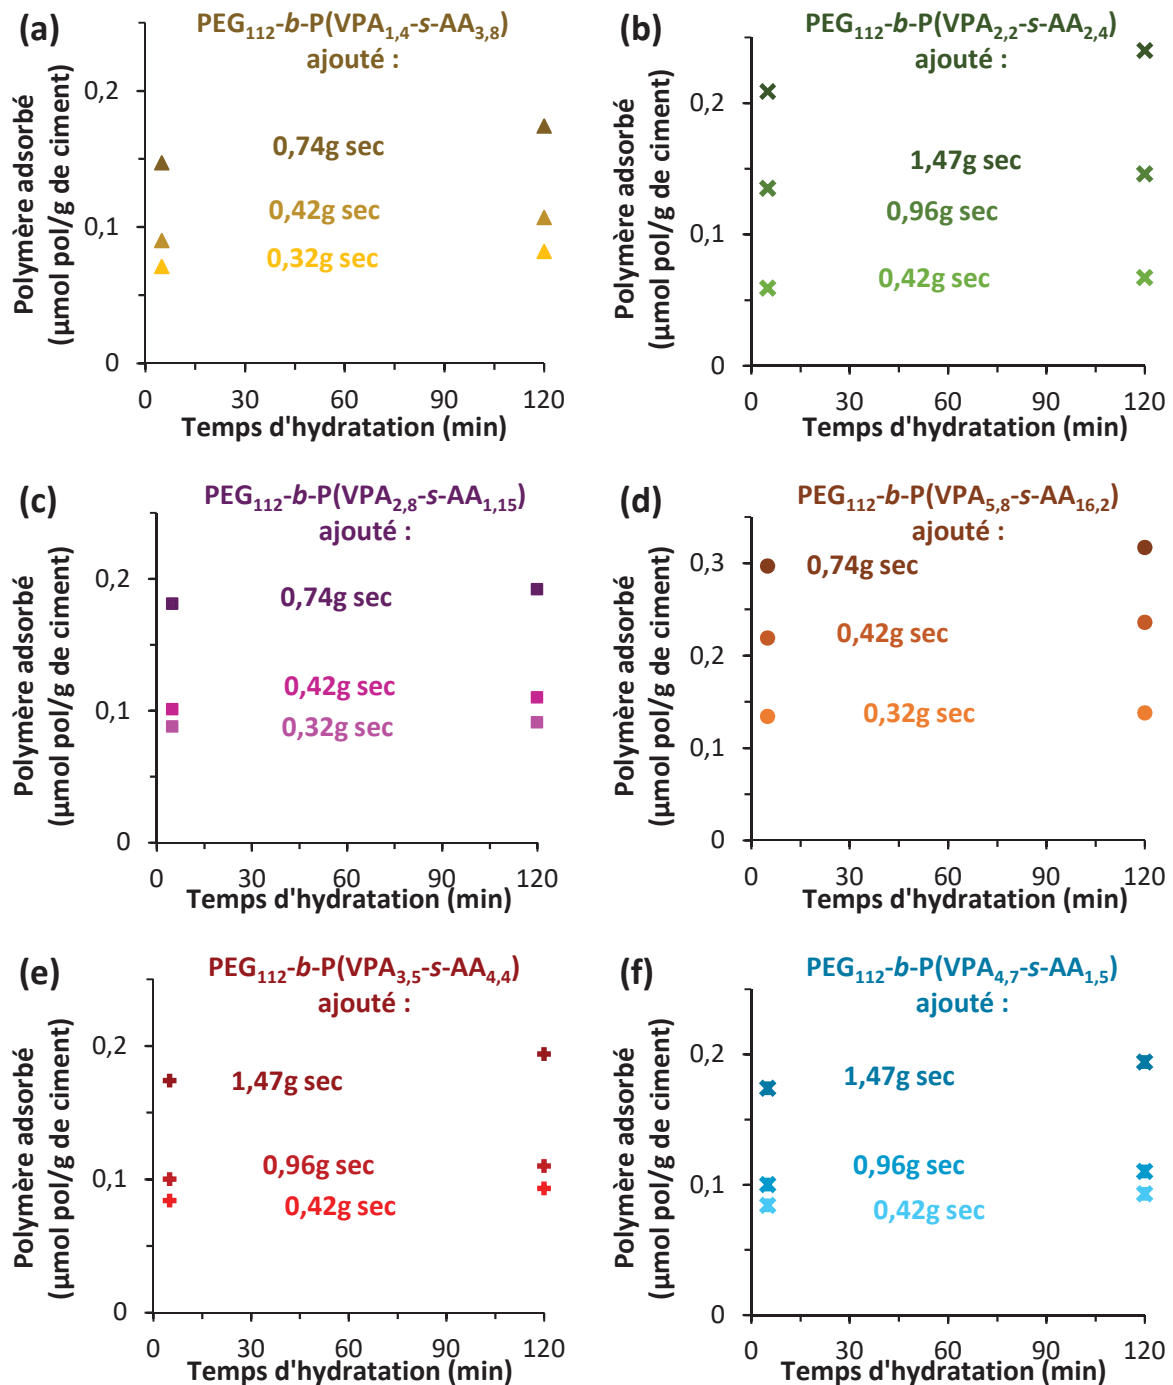 (a)
PEG₁₁₂-b-P(VPA₁,₄-s-AA₃,₈)
ajouté :
Polymère adsorbé
(µmol pol/g de ciment)
0,2
0,1
0
0,74g sec
0,42g sec
0,32g sec
0 30 60 90 120
Temps d'hydratation (min)
(b)
PEG₁₁₂-b-P(VPA₂,₂-s-AA₂,₄)
ajouté :
Polymère adsorbé
(µmol pol/g de ciment)
0,2
0,1
0
1,47g sec
0,96g sec
0,42g sec
0 30 60 90 120
Temps d'hydratation (min)
(c)
PEG₁₁₂-b-P(VPA₂,₈-s-AA₁,₁₅)
ajouté :
Polymère adsorbé
(µmol pol/g de ciment)
0,2
0,1
0
0,74g sec
0,42g sec
0,32g sec
0 30 60 90 120
Temps d'hydratation (min)
(d)
PEG₁₁₂-b-P(VPA₅,₈-s-AA₁₆,₂)
ajouté :
Polymère adsorbé
(µmol pol/g de ciment)
0,3
0,2
0,1
0
0,74g sec
0,42g sec
0,32g sec
0 30 60 90 120
Temps d'hydratation (min)
(e)
PEG₁₁₂-b-P(VPA₃,₅-s-AA₄,₄)
ajouté :
Polymère adsorbé
(µmol pol/g de ciment)
0,2
0,1
0
1,47g sec
0,96g sec
0,42g sec
0 30 60 90 120
Temps d'hydratation (min)
(f)
PEG₁₁₂-b-P(VPA₄,₇-s-AA₁,₅)
ajouté :
Polymère adsorbé
(µmol pol/g de ciment)
0,2
0,1
0
1,47g sec
0,96g sec
0,42g sec
0 30 60 90 120
Temps d'hydratation (min)